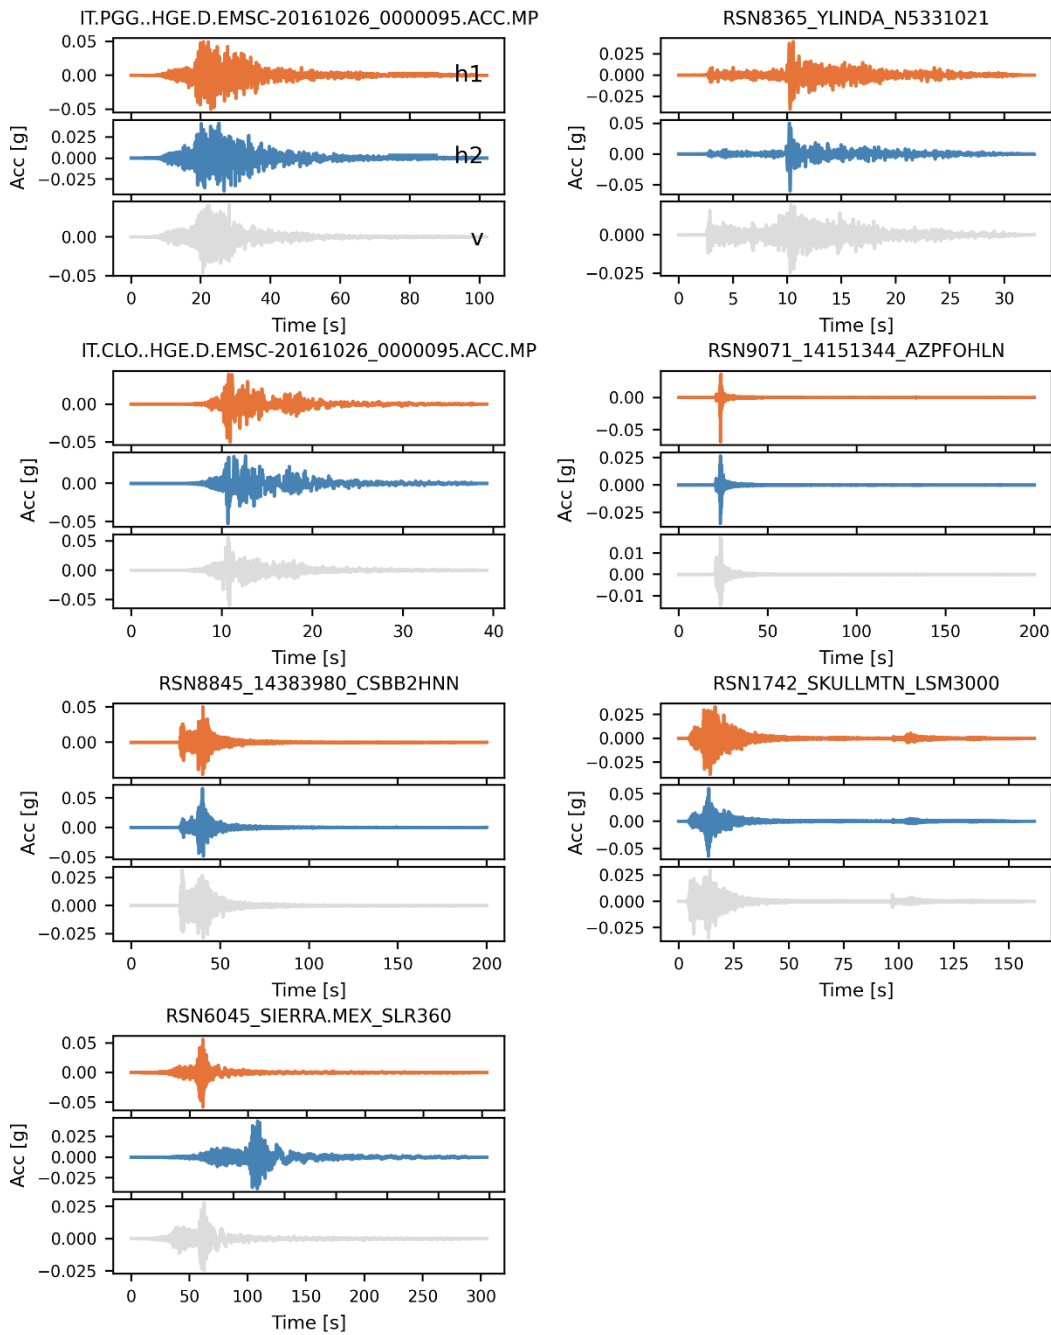 IT.PGG..HGE.D.EMSC-20161026_0000095.ACC.MP
0.05
0.00
−0.05
h1
0.025
0.000
−0.025
h2
0.00
−0.05
v
Acc [g]
0 20 40 60 80 100
Time [s]
RSN8365_YLINDA_N5331021
0.025
0.000
−0.025
0.05
0.00
−0.05
0.000
−0.025
Acc [g]
0 5 10 15 20 25 30
Time [s]
IT.CLO..HGE.D.EMSC-20161026_0000095.ACC.MP
0.00
−0.05
0.00
−0.05
0.05
0.00
−0.05
Acc [g]
0 10 20 30 40
Time [s]
RSN9071_14151344_AZPFOHLN
0.00
−0.05
0.025
0.000
−0.025
0.01
0.00
−0.01
Acc [g]
0 50 100 150 200
Time [s]
RSN8845_14383980_CSBB2HNN
0.05
0.00
0.05
0.00
−0.05
0.025
0.000
−0.025
Acc [g]
0 50 100 150 200
Time [s]
RSN1742_SKULLMTN_LSM3000
0.025
0.000
−0.025
0.05
0.00
−0.05
0.025
0.000
−0.025
Acc [g]
0 25 50 75 100 125 150
Time [s]
RSN6045_SIERRA.MEX_SLR360
0.05
0.00
−0.05
0.025
0.000
−0.025
0.025
0.000
−0.025
Acc [g]
0 50 100 150 200 250 300
Time [s]